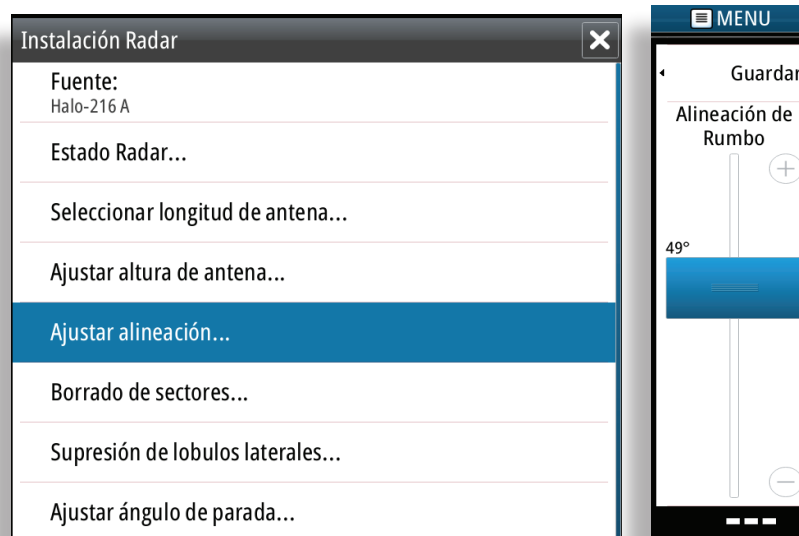 Instalación Radar
Fuente:
Halo-216 A
Estado Radar...
Seleccionar longitud de antena...
Ajustar altura de antena...
Ajustar alineación...
Borrado de sectores...
Supresión de lobulos laterales...
Ajustar ángulo de parada...
MENU
Guardar
Alineación de
Rumbo
49°